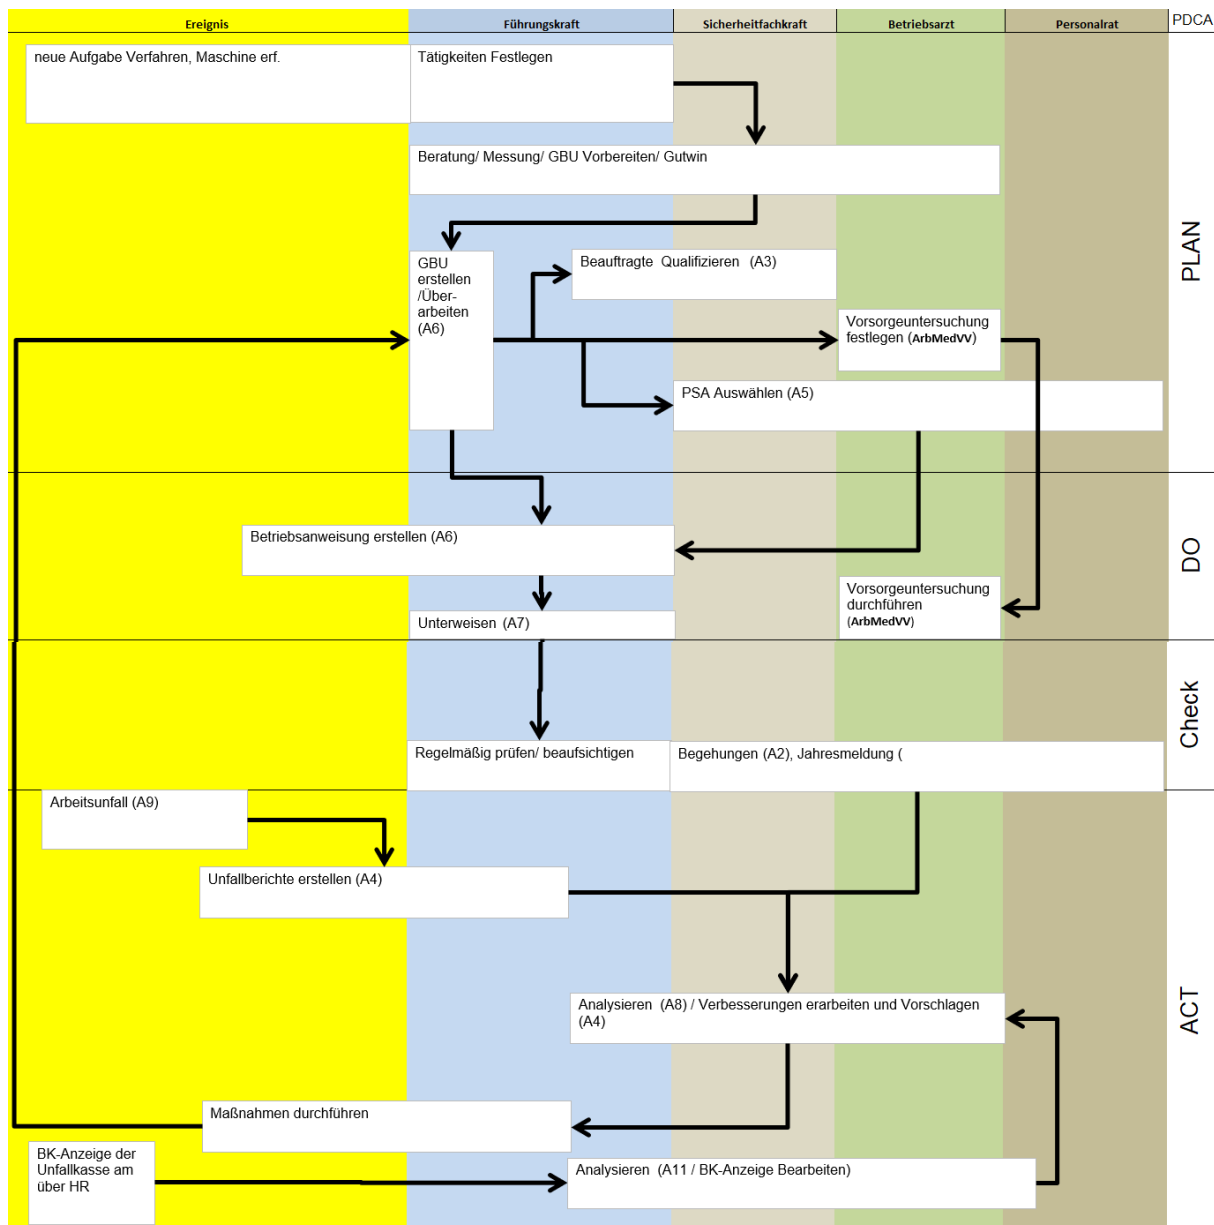 Ereignis
Führungskraft
Sicherheitfachkraft
Betriebsarzt
Personalrat
PDCA
neue Aufgabe Verfahren, Maschine erf.
Tätigkeiten Festlegen
Beratung/ Messung/ GBU Vorbereiten/ Gutwin
PLAN
GBU
erstellen
/Über-
arbeiten
(A6)
Beauftragte Qualifizieren (A3)
Vorsorgeuntersuchung
festlegen (ArbMedVV)
PSA Auswählen (A5)
DO
Betriebsanweisung erstellen (A6)
Vorsorgeuntersuchung
durchführen
(ArbMedVV)
Unterweisen (A7)
Check
Regelmäßig prüfen/ beaufsichtigen
Begehungen (A2), Jahresmeldung (
Arbeitsunfall (A9)
Unfallberichte erstellen (A4)
ACT
Analysieren (A8) / Verbesserungen erarbeiten und Vorschlagen
(A4)
Maßnahmen durchführen
BK-Anzeige der
Unfallkasse am
über HR
Analysieren (A11 / BK-Anzeige Bearbeiten)